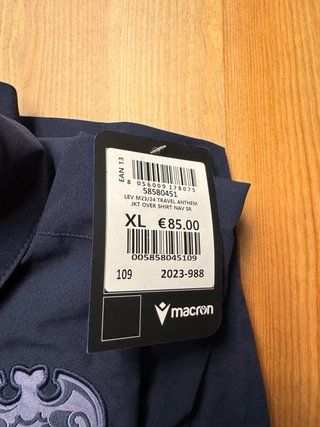 EAN 13
8 056009 178075
58580451
LEV M23/24 TRAVEL ANTHEM
JKT OVER SHIRT NAV SR
XL €85.00
005858045109
109 2023-988
macron